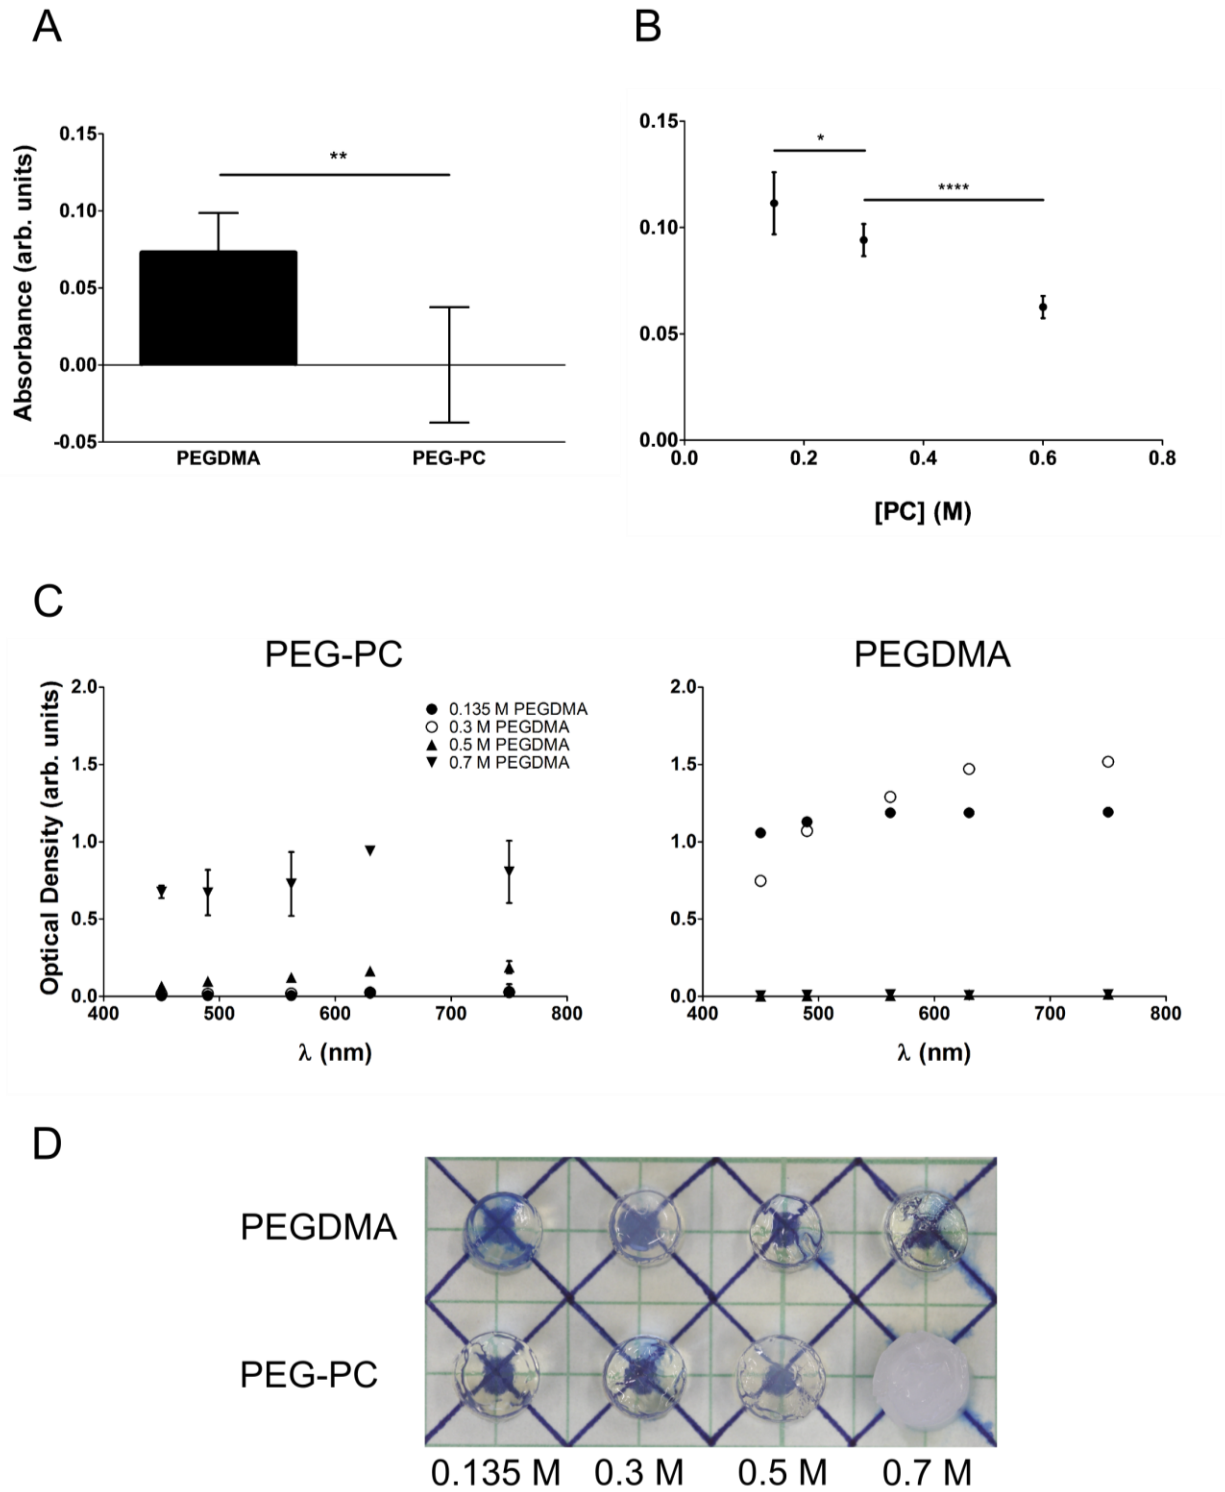 A
B
Absorbance (arb. units)
0.15
0.10
0.05
0.00
-0.05
**
PEGDMA
PEG-PC
0.15
0.10
0.05
0.00
*
****
0.0
0.2
0.4
0.6
0.8
[PC] (M)
C
PEG-PC
PEGDMA
Optical Density (arb. units)
2.0
1.5
1.0
0.5
0.0
0.135 M PEGDMA
0.3 M PEGDMA
0.5 M PEGDMA
0.7 M PEGDMA
400
500
600
700
800
λ (nm)
2.0
1.5
1.0
0.5
0.0
400
500
600
700
800
λ (nm)
D
PEGDMA
PEG-PC
0.135 M
0.3 M
0.5 M
0.7 M